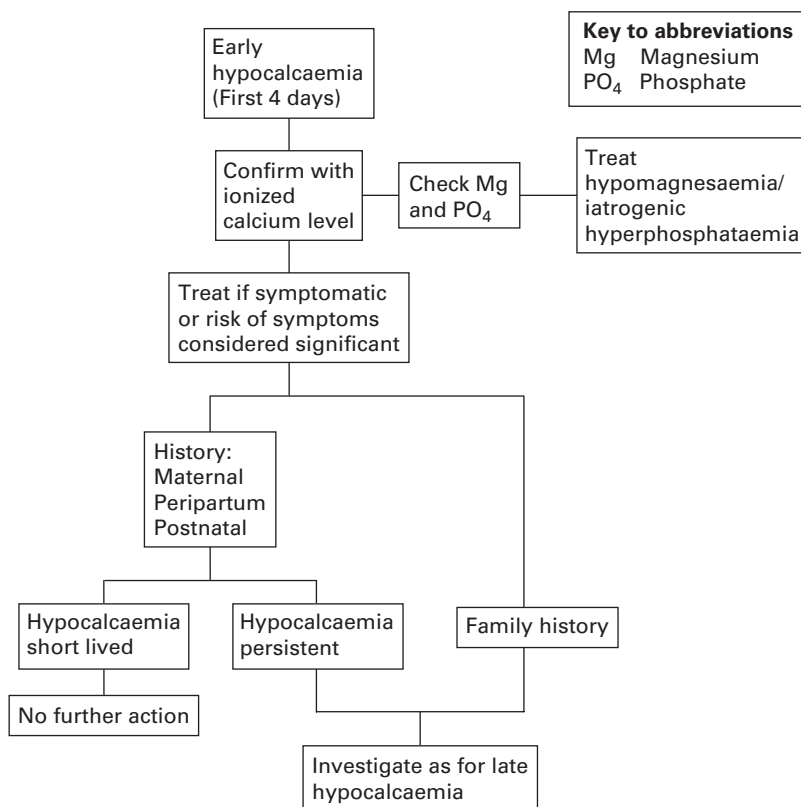 Early
hypocalcaemia
(First 4 days)
Key to abbreviations
Mg Magnesium
PO₄ Phosphate
Confirm with
ionized
calcium level
Check Mg
and PO₄
Treat
hypomagnesaemia/
iatrogenic
hyperphosphataemia
Treat if symptomatic
or risk of symptoms
considered significant
History:
Maternal
Peripartum
Postnatal
Hypocalcaemia
short lived
Hypocalcaemia
persistent
Family history
No further action
Investigate as for late
hypocalcaemia